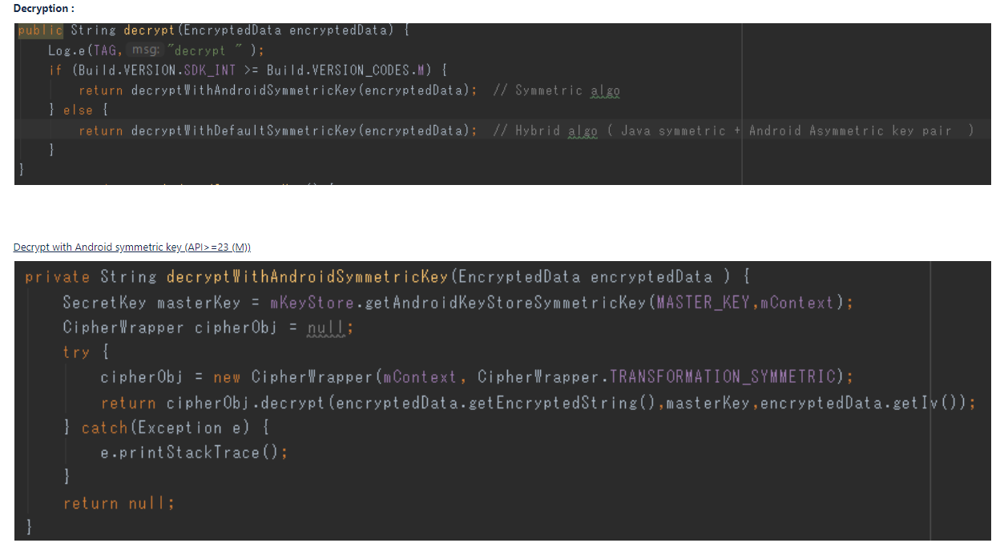 Decryption :
public String decrypt(EncryptedData encryptedData) {
Log.e(TAG, msg: "decrypt " );
if (Build.VERSION.SDK_INT >= Build.VERSION_CODES.M) {
return decryptWithAndroidSymmetricKey(encryptedData); // Symmetric algo
} else {
return decryptWithDefaultSymmetricKey(encryptedData); // Hybrid algo ( Java symmetric + Android Asymmetric key pair )
}
}
Decrypt with Android symmetric key (API>=23 (M))
private String decryptWithAndroidSymmetricKey(EncryptedData encryptedData ) {
SecretKey masterKey = mKeyStore.getAndroidKeyStoreSymmetricKey(MASTER_KEY,mContext);
CipherWrapper cipherObj = null;
try {
cipherObj = new CipherWrapper(mContext, CipherWrapper.TRANSFORMATION_SYMMETRIC);
return cipherObj.decrypt(encryptedData.getEncryptedString(),masterKey,encryptedData.getIv());
} catch(Exception e) {
e.printStackTrace();
}
return null;
}